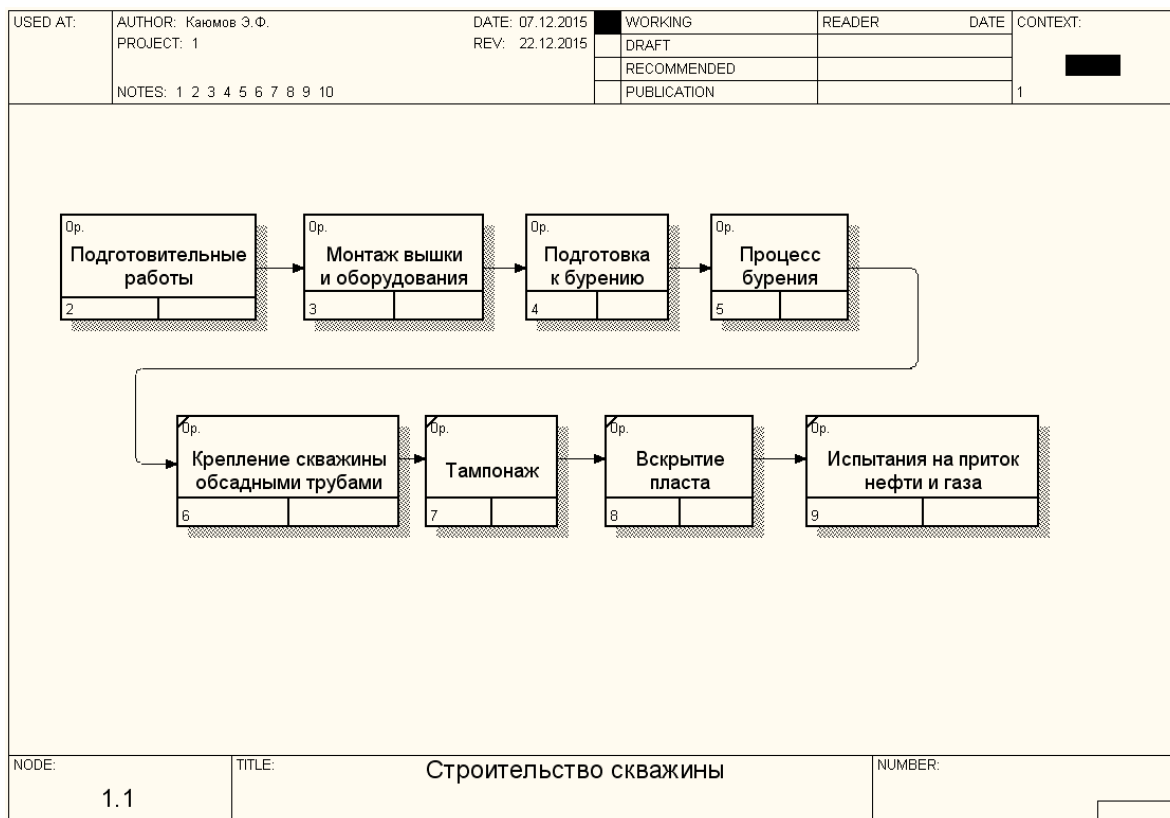 USED AT:
AUTHOR: Каюмов Э.Ф.
DATE: 07.12.2015
PROJECT: 1
REV: 22.12.2015
NOTES: 1 2 3 4 5 6 7 8 9 10
WORKING
DRAFT
RECOMMENDED
PUBLICATION
READER
DATE
CONTEXT:
1
0р.
Подготовительные
работы
2
0р.
Монтаж вышки
и оборудования
3
0р.
Подготовка
к бурению
4
0р.
Процесс
бурения
5
0р.
Крепление скважины
обсадными трубами
6
0р.
Тампонаж
7
0р.
Вскрытие
пласта
8
0р.
Испытания на приток
нефти и газа
9
NODE:
1.1
TITLE:
Строительство скважины
NUMBER: